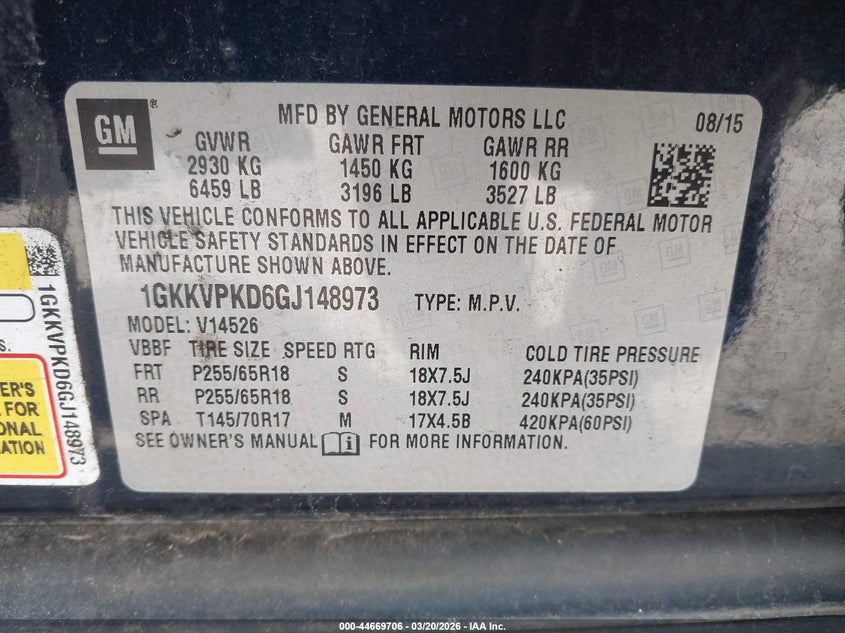 GM®
MFD BY GENERAL MOTORS LLC 08/15
GVWR GAWR FRT GAWR RR
2930 KG 1450 KG 1600 KG
6459 LB 3196 LB 3527 LB
THIS VEHICLE CONFORMS TO ALL APPLICABLE U.S. FEDERAL MOTOR
VEHICLE SAFETY STANDARDS IN EFFECT ON THE DATE OF
MANUFACTURE SHOWN ABOVE.
1GKKVPKD6GJ148973 TYPE: M.P.V.
MODEL: V14526
VBBF TIRE SIZE SPEED RTG RIM COLD TIRE PRESSURE
FRT P255/65R18 S 18X7.5J 240KPA(35PSI)
RR P255/65R18 S 18X7.5J 240KPA(35PSI)
SPA T145/70R17 M 17X4.5B 420KPA(60PSI)
SEE OWNER'S MANUAL FOR MORE INFORMATION.
1GKKVPKD6GJ148973
S.
ER'S
FOR
ONAL
ATION
000-44669706 - 03/20/2026 - IAA Inc.